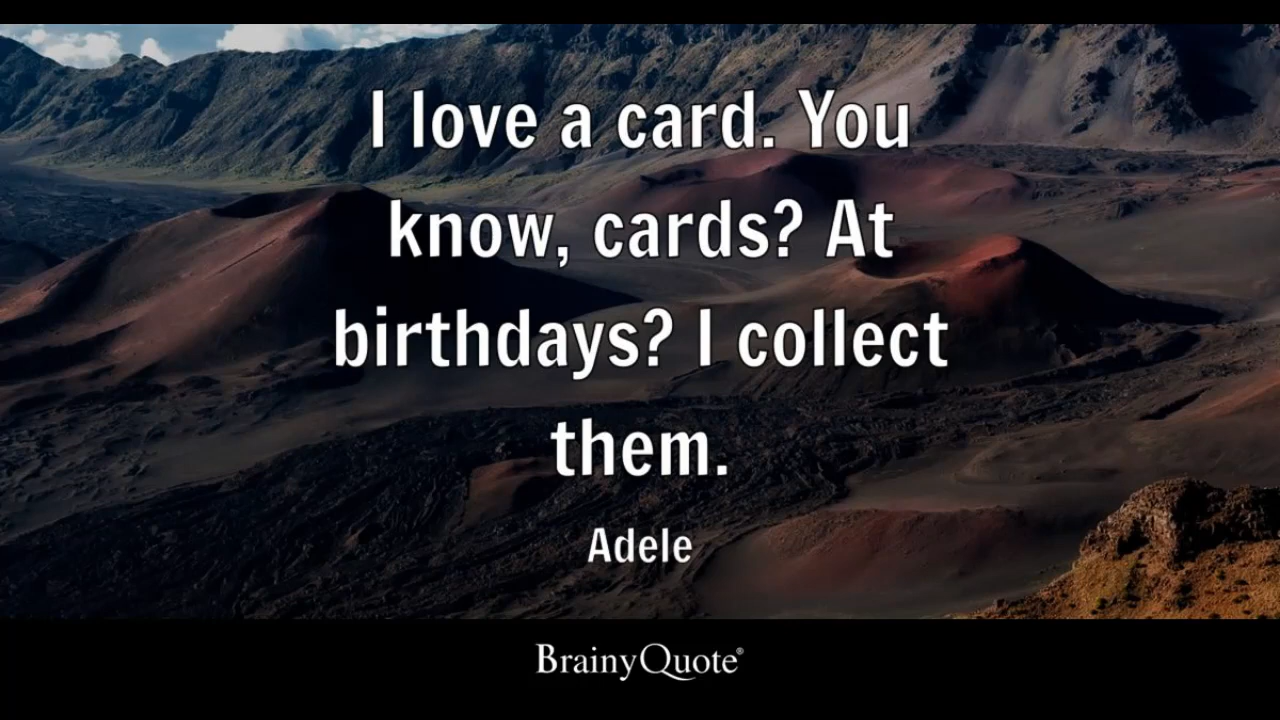 I love a card. You
know, cards? At
birthdays? I collect
them.
Adele
BrainyQuote®